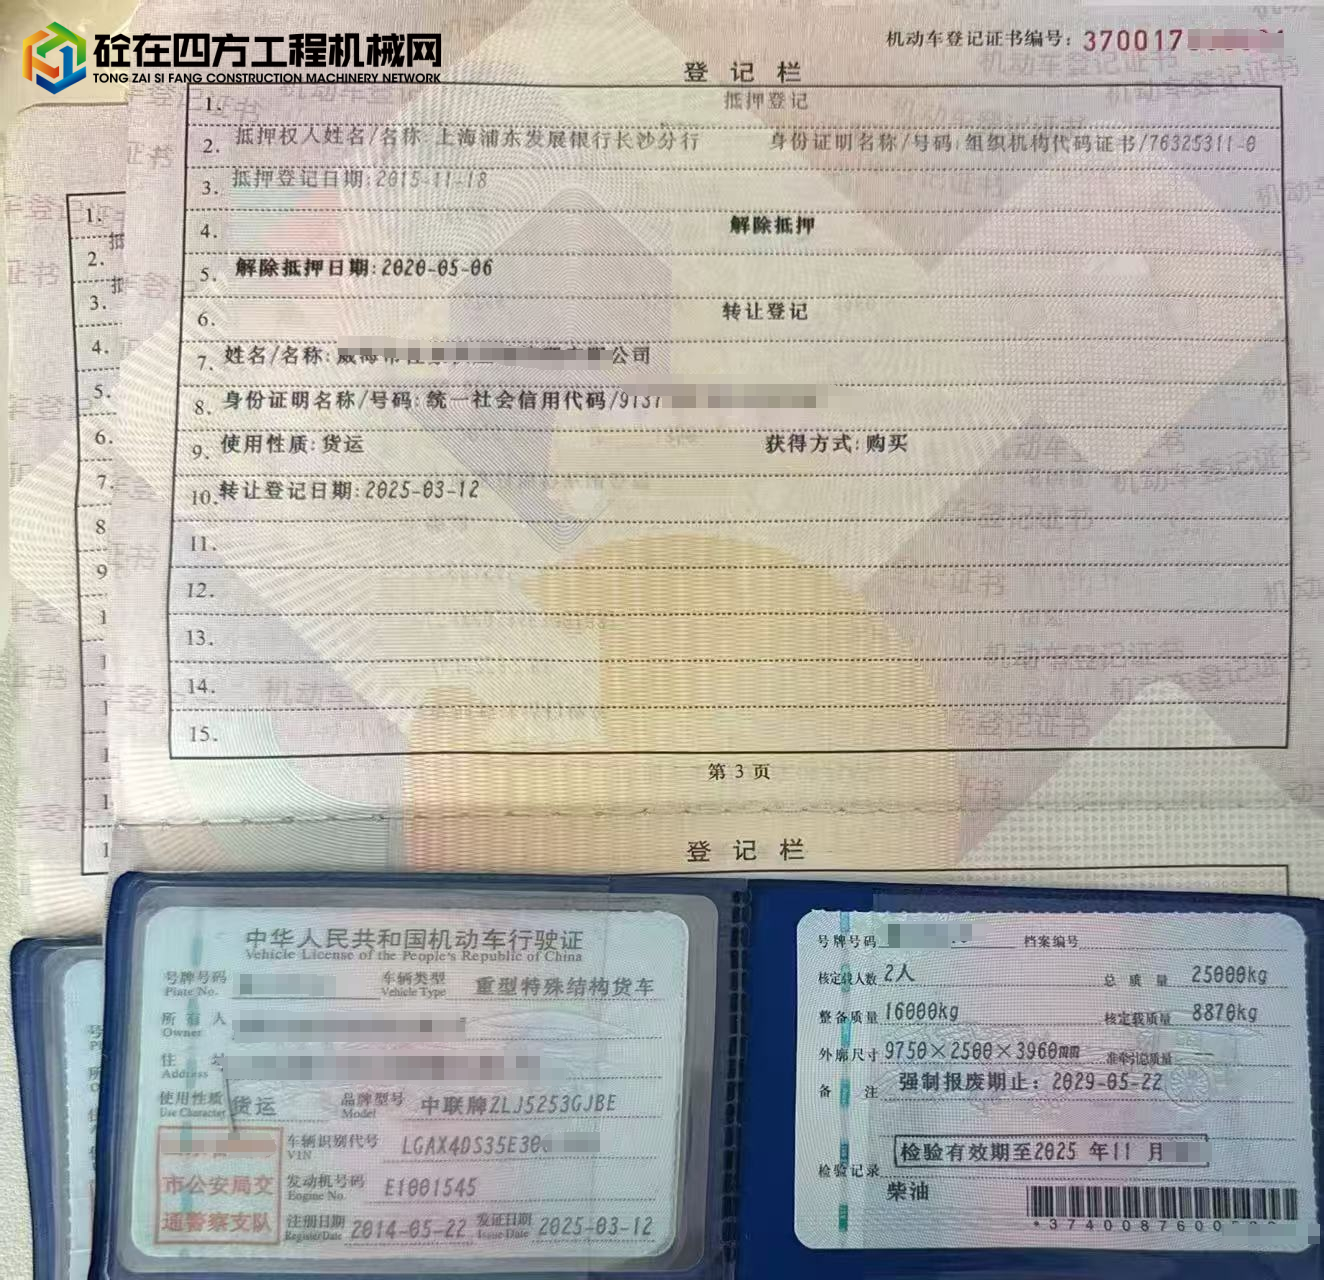 砼在四方工程机械网
TONG ZAI SI FANG CONSTRUCTION MACHINERY NETWORK
机动车登记证书编号：370017
登 记 栏
1. 抵押登记
2. 抵押权人姓名/名称 上海浦东发展银行长沙分行 身份证明名称/号码:组织机构代码证书/76325311-0
3. 抵押登记日期:2015-11-18
4. 解除抵押
5. 解除抵押日期:2020-05-06
6. 转让登记
7. 姓名/名称: 公司
8. 身份证明名称/号码:统一社会信用代码/9137
9. 使用性质:货运 获得方式:购买
10. 转让登记日期:2025-03-12
11.
12.
13.
14.
15.
第 3 页
登 记 栏
1.
2.
3.
4.
5.
6.
7.
8
9
中华人民共和国机动车行驶证
Vehicle License of the People's Republic of China
号牌号码 车辆类型 重型特殊结构货车
Plate No. Vehicle Type
所 有 人
Owner
住 址
Address
使用性质 货运 品牌型号 中联牌ZLJ5253GJBE
Use Character Model
车辆识别代号 LGAX4DS35E30
VIN
市公安局交
发动机号码 E1001545
Engine No.
通警察支队
注册日期 2014-05-22 发证日期 2025-03-12
Register Date Issue Date
号牌号码 档案编号
核定载人数 2人 总 质 量 25000kg
整备质量 16000kg 核定载质量 8870kg
外廓尺寸 9750×2500×3960mm 准牵引总质量 —
备 注 强制报废期止：2029-05-22
检验记录 检验有效期至2025 年11 月
柴油
*3740087600